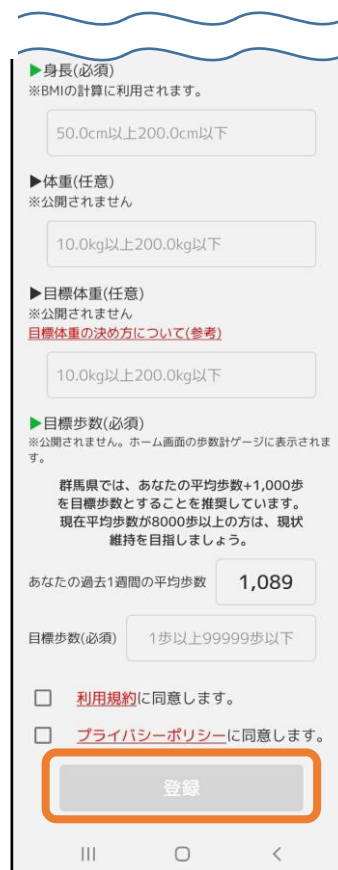 ▶身長(必須)
※BMIの計算に利用されます。
50.0cm以上200.0cm以下
▶体重(任意)
※公開されません
10.0kg以上200.0kg以下
▶目標体重(任意)
※公開されません
目標体重の決め方について(参考)
10.0kg以上200.0kg以下
▶目標歩数(必須)
※公開されません。ホーム画面の歩数計ゲージに表示されま
す。
群馬県では、あなたの平均歩数+1,000歩
を目標歩数とすることを推奨しています。
現在平均歩数が8000歩以上の方は、現状
維持を目指しましょう。
あなたの過去1週間の平均歩数 1,089
目標歩数(必須) 1歩以上99999歩以下
利用規約に同意します。
プライバシーポリシーに同意します。
登録